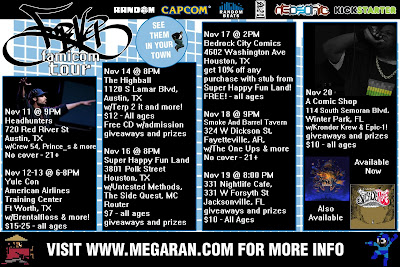 RANDOM
CAPCOM
RANDOM
BEATS
KICKSTARTER
famicom
tour
SEE
THEM
IN YOUR
TOWN
Nov 11 @ 9PM
Headhunters
720 Red River St
Austin, TX
w/Crew 54, Prince_s & more
No cover - 21+
Nov 12-13 @ 6-8PM
Yule Con
American Airlines
Training Center
Ft Worth, TX
w/Brentalfloss & more!
$15-25 - all ages
Nov 14 @ 8PM
The Highball
1120 S Lamar Blvd,
Austin, TX
w/Terp 2 it and more!
$12 - all ages
Free CD w/admission
giveaways and prizes
Nov 16 @ 8PM
Super Happy Fun Land
3801 Polk Street
Houston, TX
w/Untested Methods,
The Side Quest, MC
Router
$7 - all ages
giveaways and prizes
Nov 17 @ 2PM
Bedrock City Comics
4602 Washington Ave
Houston, TX
get 10% off any
purchase with stub from
Super Happy Fun Land!
FREE! - all ages
Nov 18 @ 9PM
Smoke And Barrel Tavern
324 W Dickson St.
Fayetteville, AR
w/The One Ups & more
No cover - 21+
Nov 19 @ 8:00 PM
331 Nightlife Cafe,
331 W Forsyth St
Jacksonville, FL
giveaways and prizes
$10 - All Ages
Nov 20 -
A Comic Shop
114 South Semoran Blvd.
Winter Park, FL
w/Krondor Krew & Epic-1!
giveaways and prizes
$10 - all ages
Available
Now
Also
Available
VISIT WWW.MEGARAN.COM FOR MORE INFO